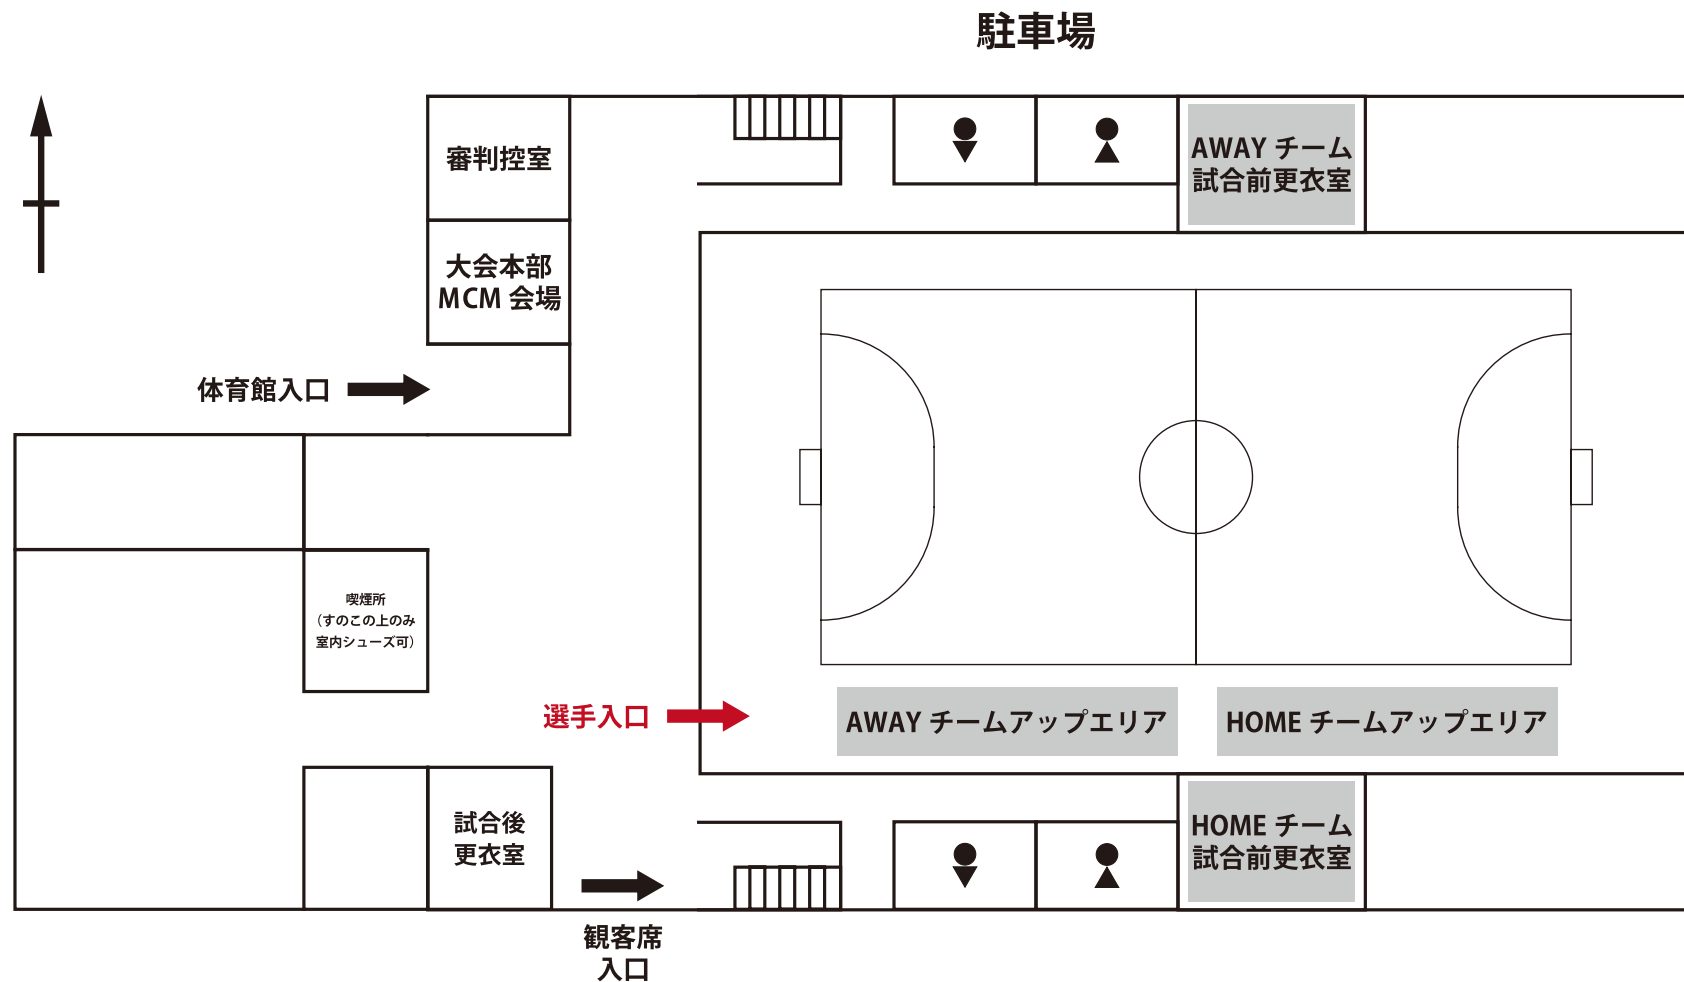 駐車場
審判控室
AWAY チーム
試合前更衣室
大会本部
MCM 会場
体育館入口
喫煙所
（すのこの上のみ
室内シューズ可）
選手入口
AWAY チームアップエリア
HOME チームアップエリア
試合後
更衣室
HOME チーム
試合前更衣室
観客席
入口